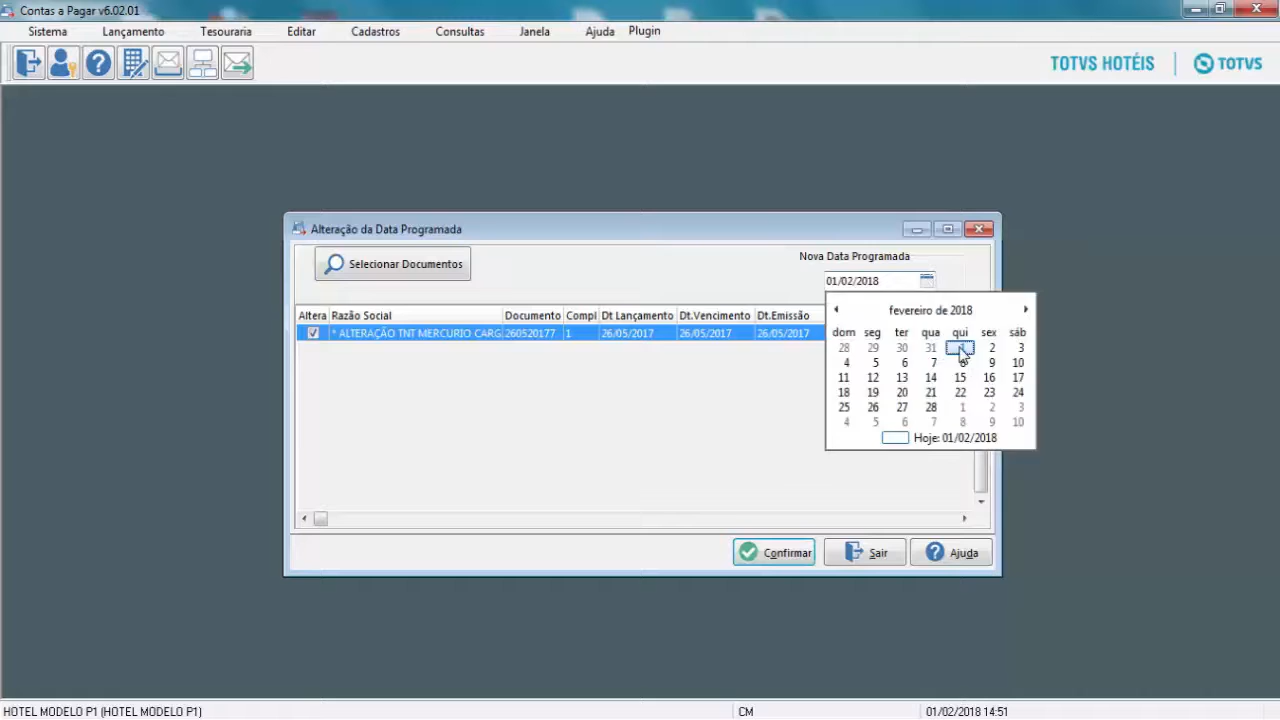 Contas a Pagar v6.02.01
Sistema Lançamento Tesouraria Editar Cadastros Consultas Janela Ajuda Plugin
TOTVS HOTÉIS TOTVS
Alteração da Data Programada
Selecionar Documentos
Nova Data Programada
01/02/2018
Altera Razão Social Documento Compl Dt Lançamento Dt.Vencimento Dt.Emissão
* ALTERAÇÃO TNT MERCURIO CARG 260520177 1 26/05/2017 26/05/2017 26/05/2017
fevereiro de 2018
dom seg ter qua qui sex sáb
28 29 30 31 1 2 3
4 5 6 7 8 9 10
11 12 13 14 15 16 17
18 19 20 21 22 23 24
25 26 27 28 1 2 3
4 5 6 7 8 9 10
Hoje: 01/02/2018
Confirmar Sair Ajuda
HOTEL MODELO P1 (HOTEL MODELO P1) CM 01/02/2018 14:51